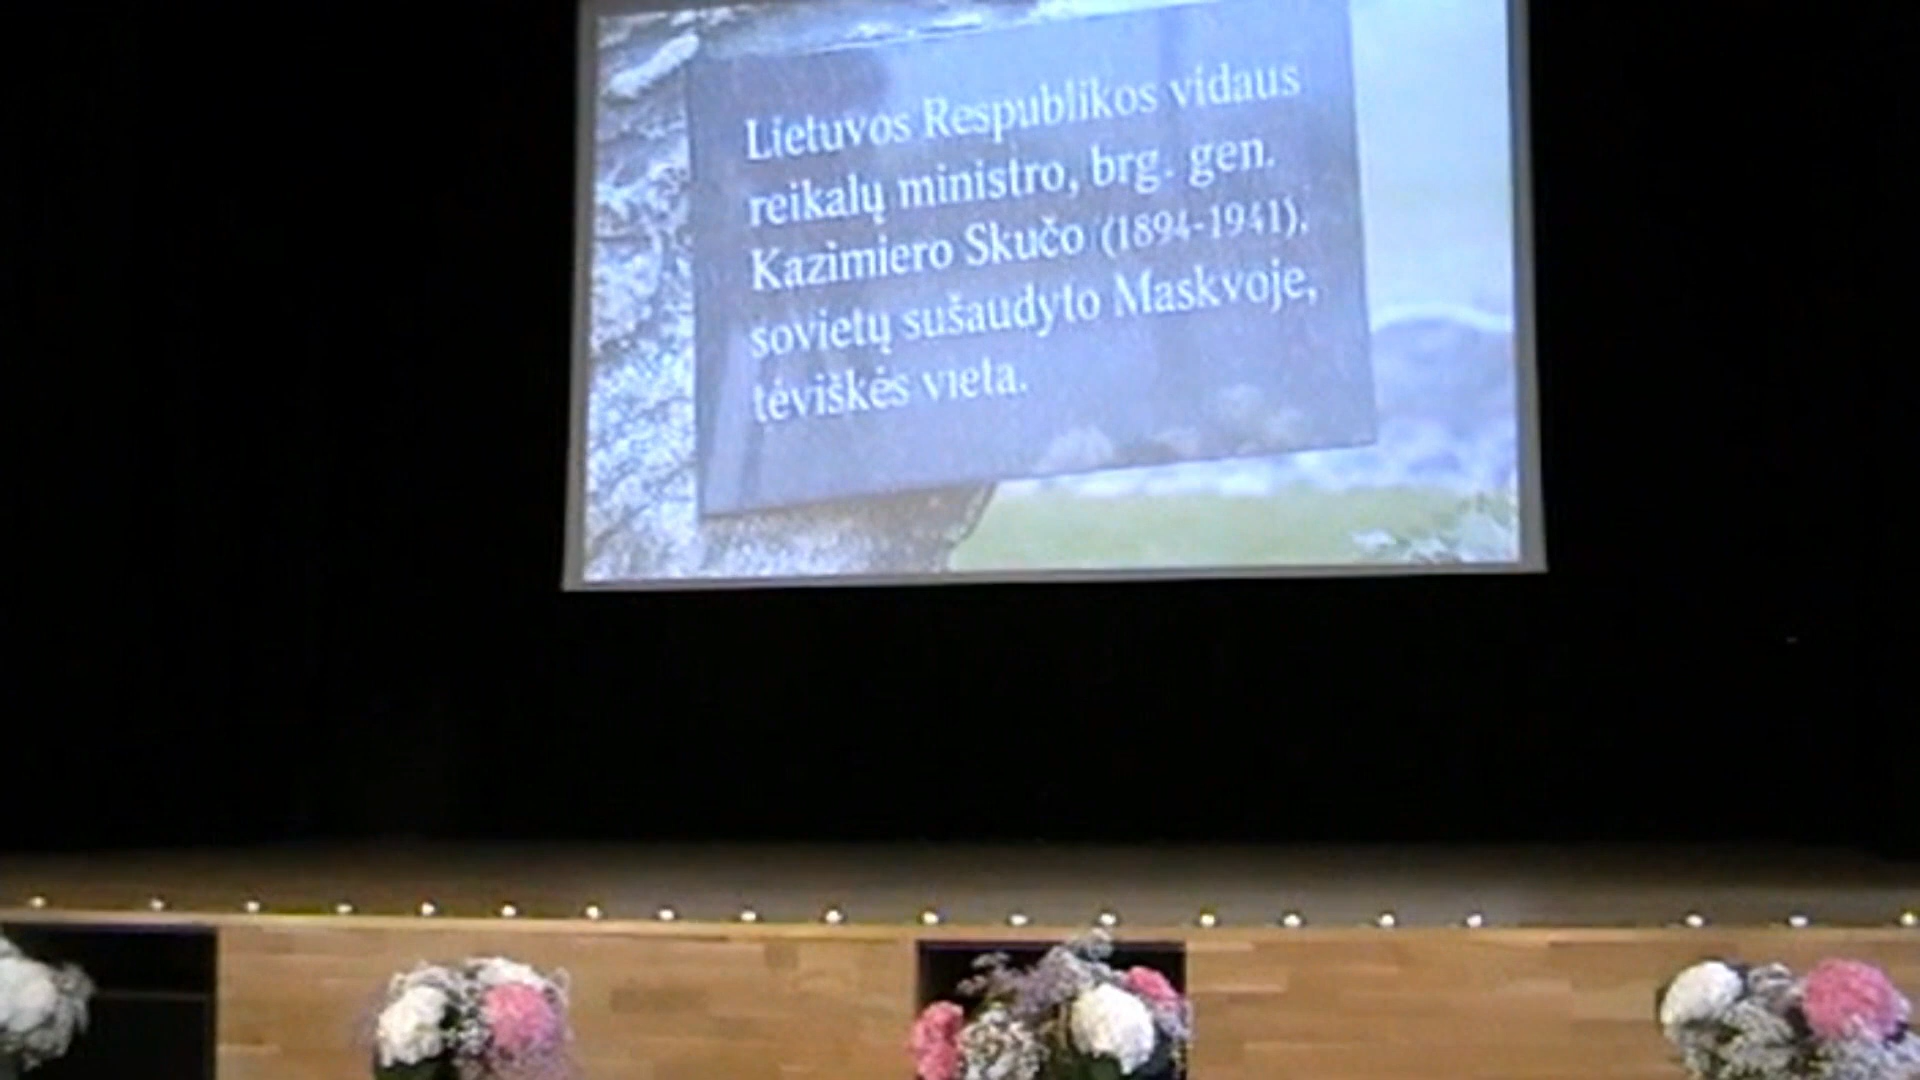 Lietuvos Respublikos vidaus
reikalų ministro, brg. gen.
Kazimiero Skučo (1894-1941),
sovietų sušaudyto Maskvoje,
tėviškės vieta.